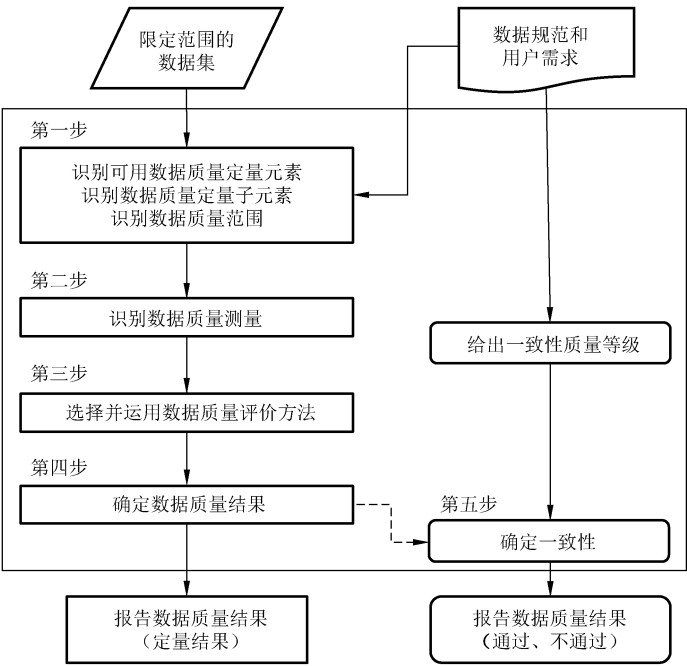 限定范围的
数据集
数据规范和
用户需求
第一步
识别可用数据质量定量元素
识别数据质量定量子元素
识别数据质量范围
第二步
识别数据质量测量
给出一致性质量等级
第三步
选择并运用数据质量评价方法
第四步
确定数据质量结果
第五步
确定一致性
报告数据质量结果
（定量结果）
报告数据质量结果
（通过、不通过）